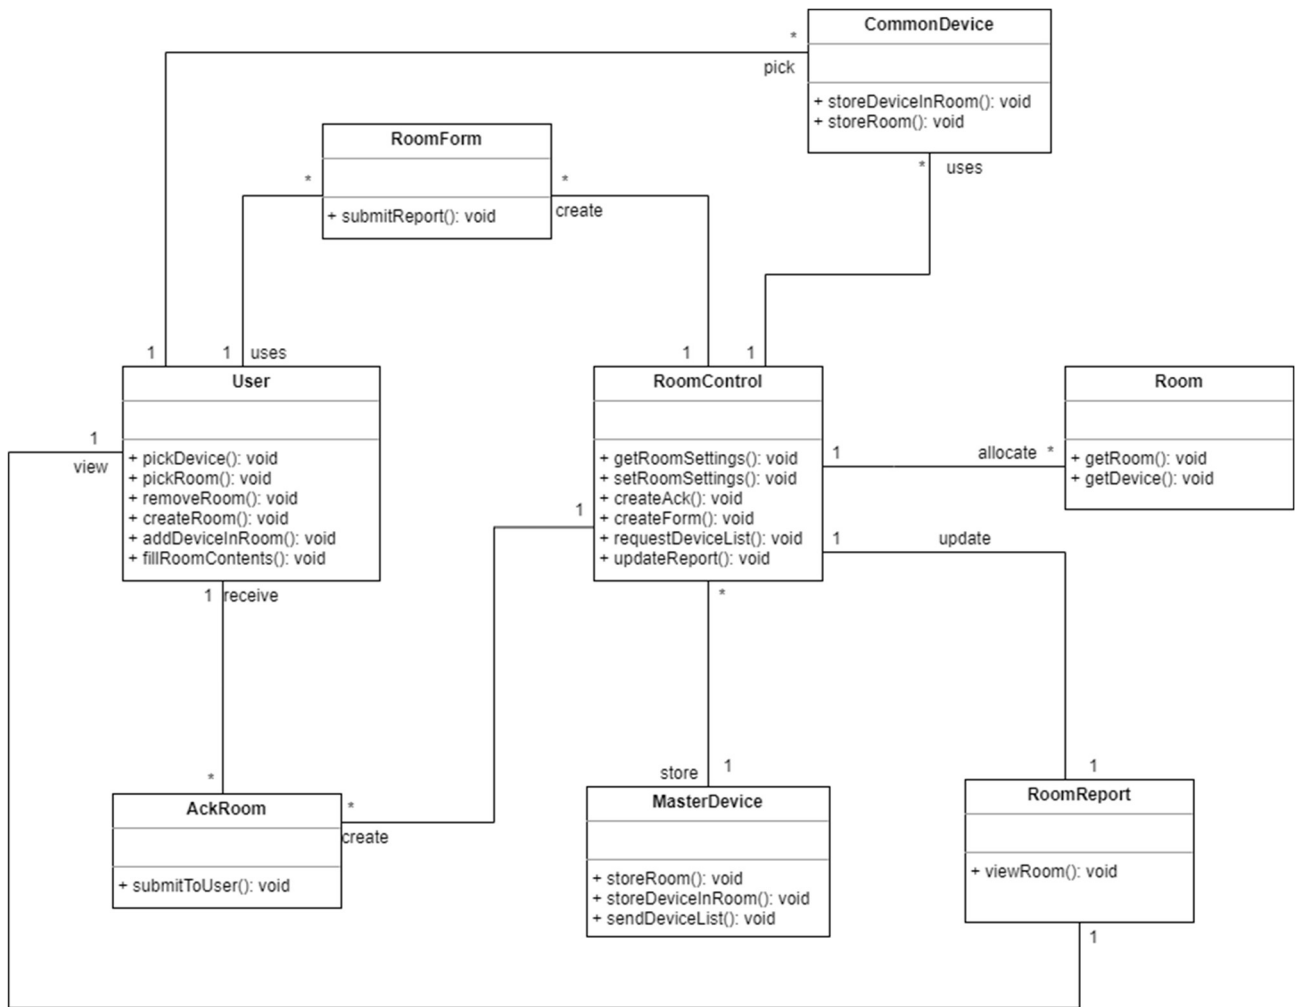 CommonDevice
*
pick
+ storeDeviceInRoom(): void
+ storeRoom(): void
* uses
RoomForm
*
+ submitReport(): void
*
create
1
1 uses
1
1
User
+ pickDevice(): void
+ pickRoom(): void
+ removeRoom(): void
+ createRoom(): void
+ addDeviceInRoom(): void
+ fillRoomContents(): void
1
view
1 receive
RoomControl
+ getRoomSettings(): void
+ setRoomSettings(): void
+ createAck(): void
+ createForm(): void
+ requestDeviceList(): void
+ updateReport(): void
1
1
allocate *
Room
+ getRoom(): void
+ getDevice(): void
1
update
*
*
AckRoom
+ submitToUser(): void
*
create
store
1
MasterDevice
+ storeRoom(): void
+ storeDeviceInRoom(): void
+ sendDeviceList(): void
1
RoomReport
+ viewRoom(): void
1